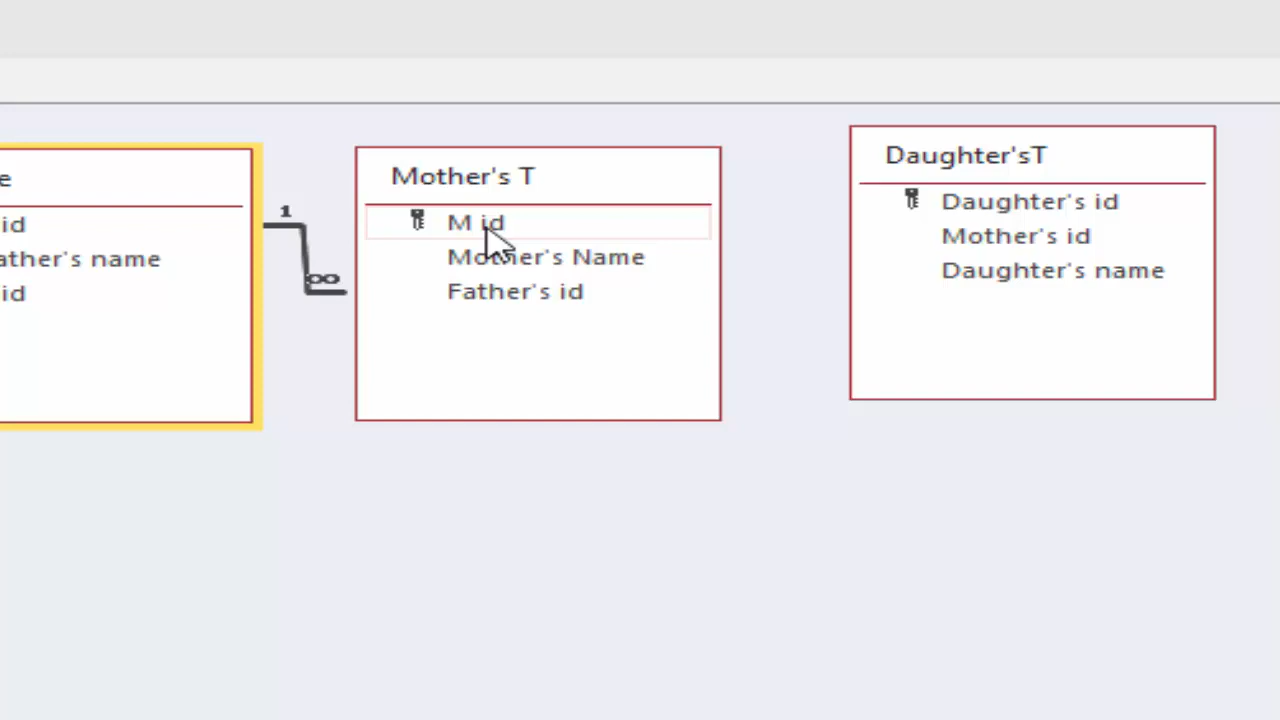 e
id
ather's name
id
1
∞
Mother's T
M id
Mother's Name
Father's id
Daughter'sT
Daughter's id
Mother's id
Daughter's name